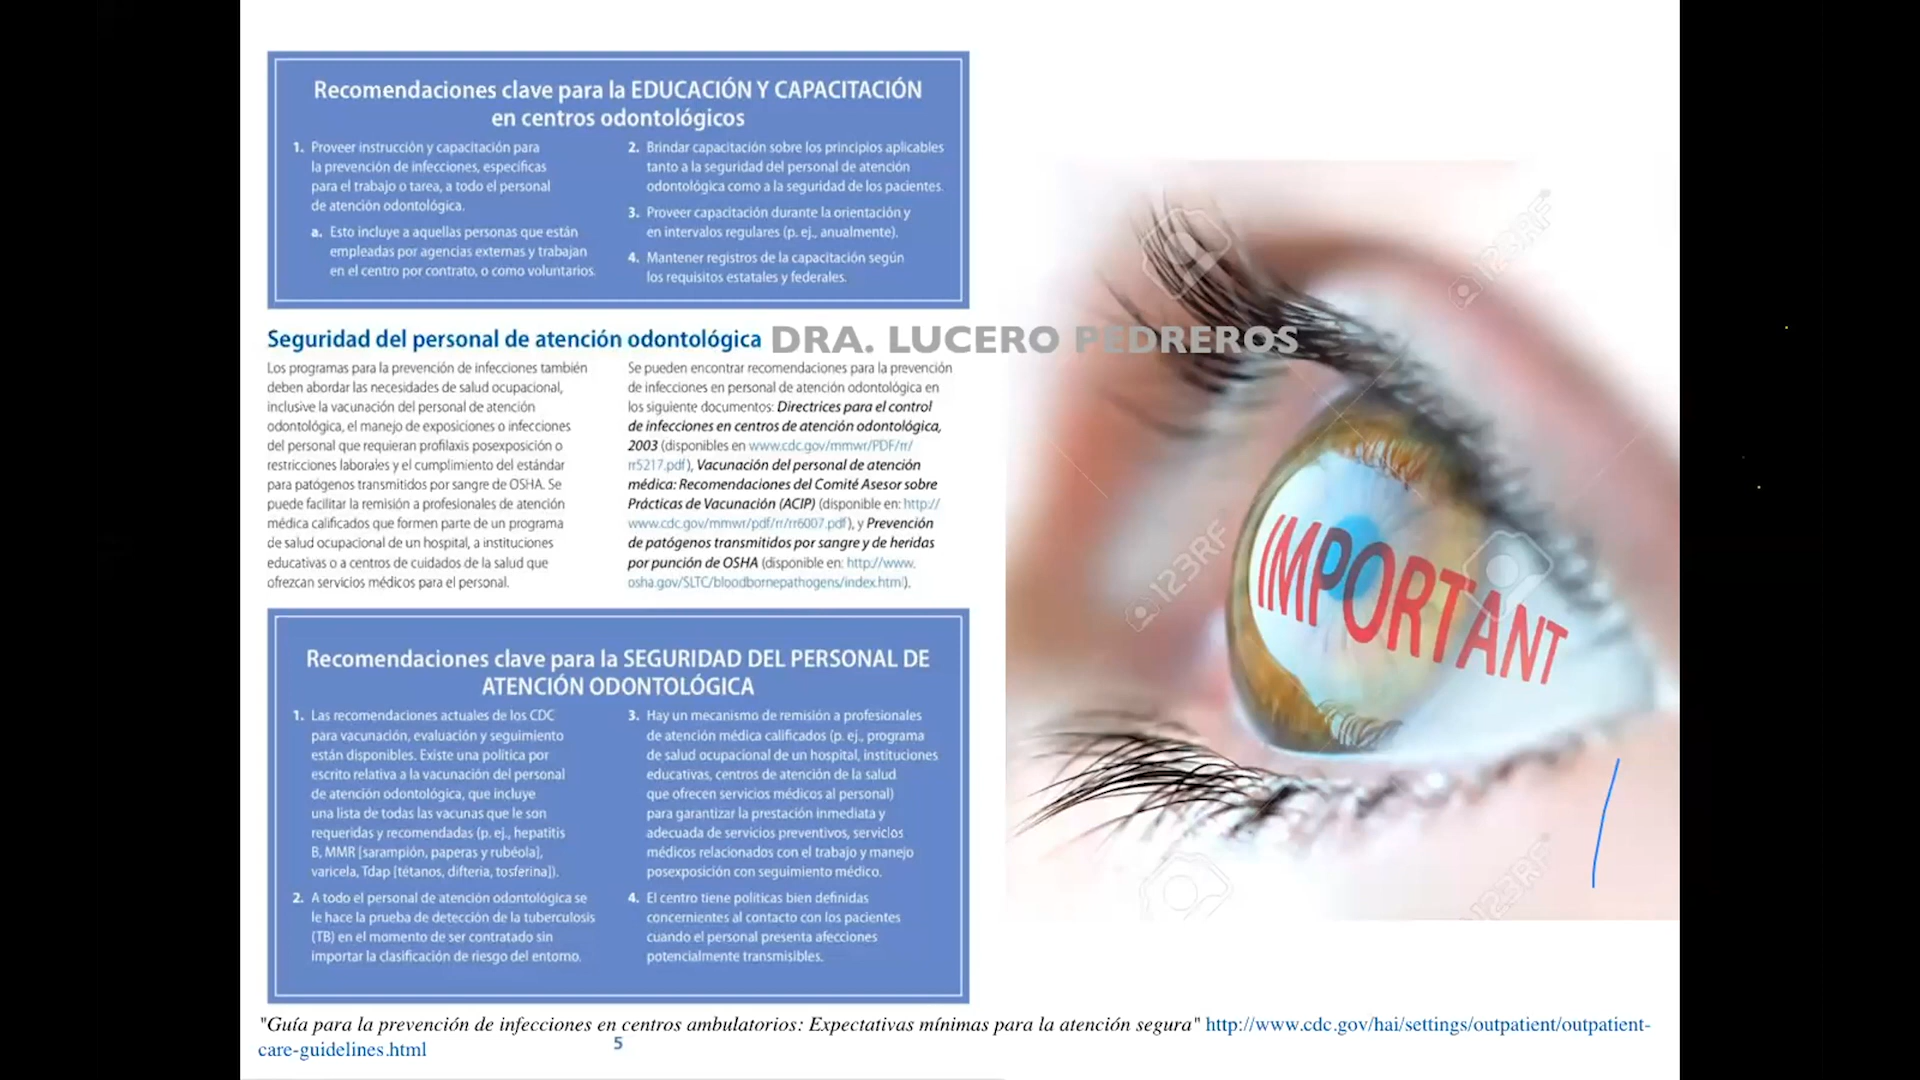 Recomendaciones clave para la EDUCACIÓN Y CAPACITACIÓN
en centros odontológicos
1. Proveer instrucción y capacitación para
la prevención de infecciones, específicas
para el trabajo o tarea, a todo el personal
de atención odontológica.
a. Esto incluye a aquellas personas que están
empleadas por agencias externas y trabajan
en el centro por contrato, o como voluntarios.
2. Brindar capacitación sobre los principios aplicables
tanto a la seguridad del personal de atención
odontológica como a la seguridad de los pacientes.
3. Proveer capacitación durante la orientación y
en intervalos regulares (p. ej., anualmente).
4. Mantener registros de la capacitación según
los requisitos estatales y federales.
Seguridad del personal de atención odontológica
DRA. LUCERO PEDREROS
Los programas para la prevención de infecciones también
deben abordar las necesidades de salud ocupacional,
inclusive la vacunación del personal de atención
odontológica, el manejo de exposiciones o infecciones
del personal que requieran profilaxis posexposición o
restricciones laborales y el cumplimiento del estándar
para patógenos transmitidos por sangre de OSHA. Se
puede facilitar la remisión a profesionales de atención
médica calificados que formen parte de un programa
de salud ocupacional de un hospital, a instituciones
educativas o a centros de cuidados de la salud que
ofrezcan servicios médicos para el personal.
Se pueden encontrar recomendaciones para la prevención
de infecciones en personal de atención odontológica en
los siguiente documentos: Directrices para el control
de infecciones en centros de atención odontológica,
2003 (disponibles en www.cdc.gov/mmwr/PDF/rr/
rr5217.pdf), Vacunación del personal de atención
médica: Recomendaciones del Comité Asesor sobre
Prácticas de Vacunación (ACIP) (disponible en: http://
www.cdc.gov/mmwr/pdf/rr/rr6007.pdf), y Prevención
de patógenos transmitidos por sangre y de heridas
por punción de OSHA (disponible en: http://www.
osha.gov/SLTC/bloodbornepathogens/index.html).
Recomendaciones clave para la SEGURIDAD DEL PERSONAL DE
ATENCIÓN ODONTOLÓGICA
1. Las recomendaciones actuales de los CDC
para vacunación, evaluación y seguimiento
están disponibles. Existe una política por
escrito relativa a la vacunación del personal
de atención odontológica, que incluye
una lista de todas las vacunas que le son
requeridas y recomendadas (p. ej., hepatitis
B, MMR [sarampión, paperas y rubéola],
varicela, Tdap [tétanos, difteria, tosferina]).
2. A todo el personal de atención odontológica se
le hace la prueba de detección de la tuberculosis
(TB) en el momento de ser contratado sin
importar la clasificación de riesgo del entorno.
3. Hay un mecanismo de remisión a profesionales
de atención médica calificados (p. ej., programa
de salud ocupacional de un hospital, instituciones
educativas, centros de atención de la salud
que ofrecen servicios médicos al personal)
para garantizar la prestación inmediata y
adecuada de servicios preventivos, servicios
médicos relacionados con el trabajo y manejo
posexposición con seguimiento médico.
4. El centro tiene políticas bien definidas
concernientes al contacto con los pacientes
cuando el personal presenta afecciones
potencialmente transmisibles.
IMPORTANT
123RF
123RF
123RF
"Guía para la prevención de infecciones en centros ambulatorios: Expectativas mínimas para la atención segura" http://www.cdc.gov/hai/settings/outpatient/outpatient-
care-guidelines.html
5